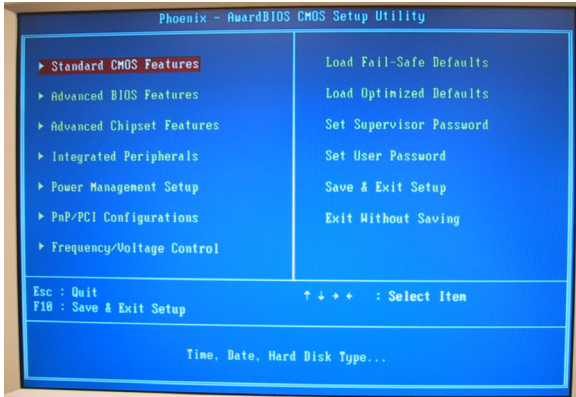 Phoenix - AwardBIOS CMOS Setup Utility
▶ Standard CMOS Features
▶ Advanced BIOS Features
▶ Advanced Chipset Features
▶ Integrated Peripherals
▶ Power Management Setup
▶ PnP/PCI Configurations
▶ Frequency/Voltage Control
Load Fail-Safe Defaults
Load Optimized Defaults
Set Supervisor Password
Set User Password
Save & Exit Setup
Exit Without Saving
Esc : Quit
F10 : Save & Exit Setup
↑ ↓ → ← : Select Item
Time, Date, Hard Disk Type...